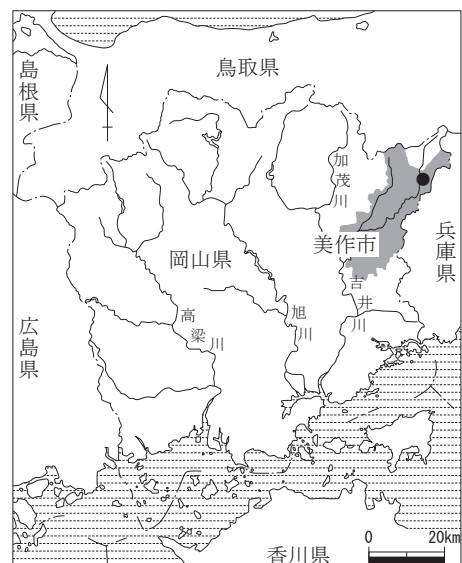 鳥取県
島根県
加茂川
兵庫県
美作市
岡山県
吉井川
旭川
高梁川
広島県
0 20km
香川県